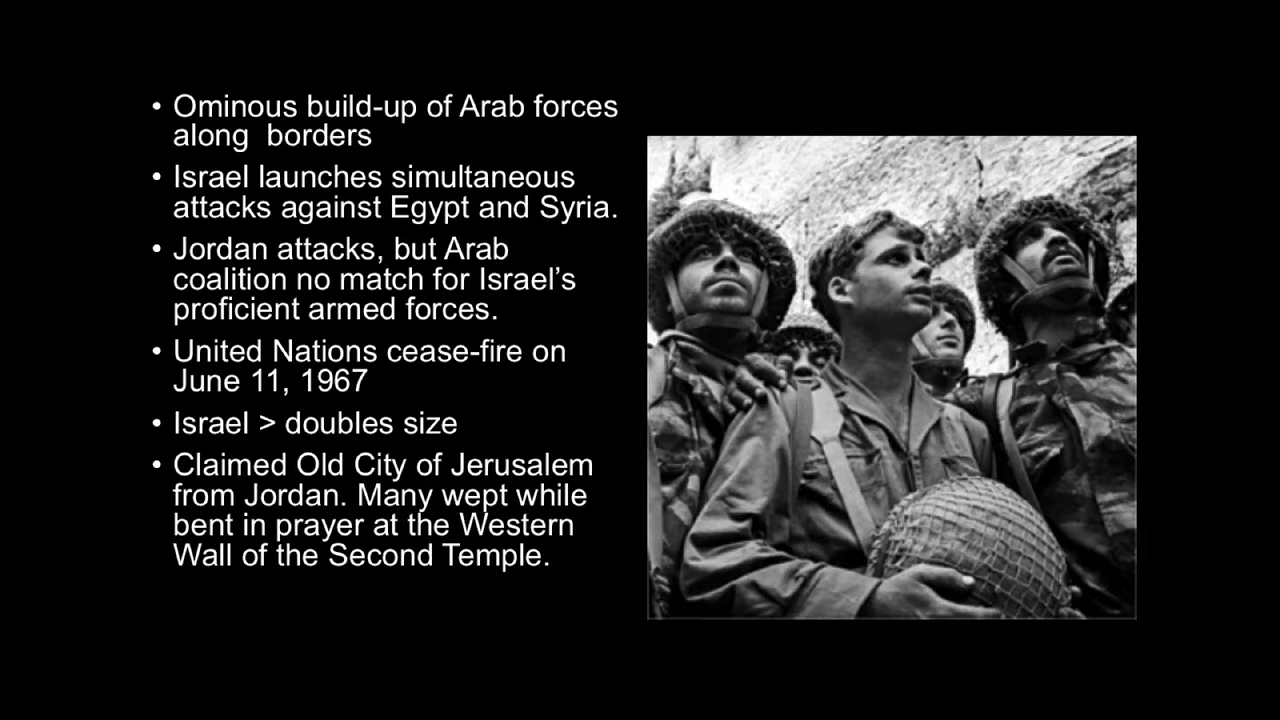 • Ominous build-up of Arab forces
along  borders
• Israel launches simultaneous
attacks against Egypt and Syria.
• Jordan attacks, but Arab
coalition no match for Israel’s
proficient armed forces.
• United Nations cease-fire on
June 11, 1967
• Israel > doubles size
• Claimed Old City of Jerusalem
from Jordan. Many wept while
bent in prayer at the Western
Wall of the Second Temple.